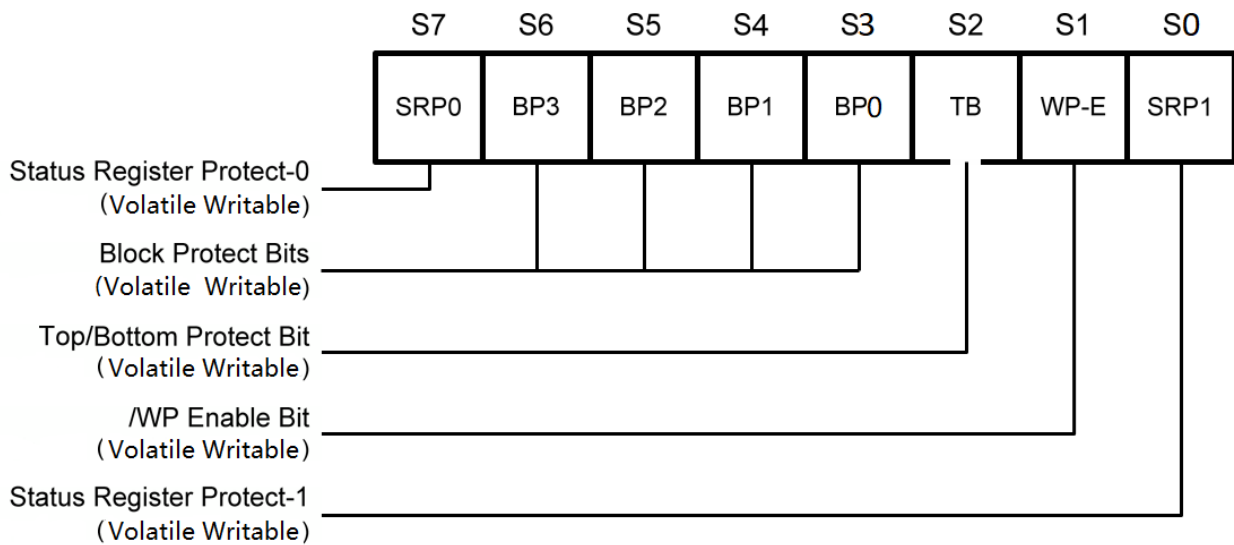 S7 S6 S5 S4 S3 S2 S1 S0
SRP0 BP3 BP2 BP1 BP0 TB WP-E SRP1
Status Register Protect-0
(Volatile Writable)
Block Protect Bits
(Volatile Writable)
Top/Bottom Protect Bit
(Volatile Writable)
/WP Enable Bit
(Volatile Writable)
Status Register Protect-1
(Volatile Writable)